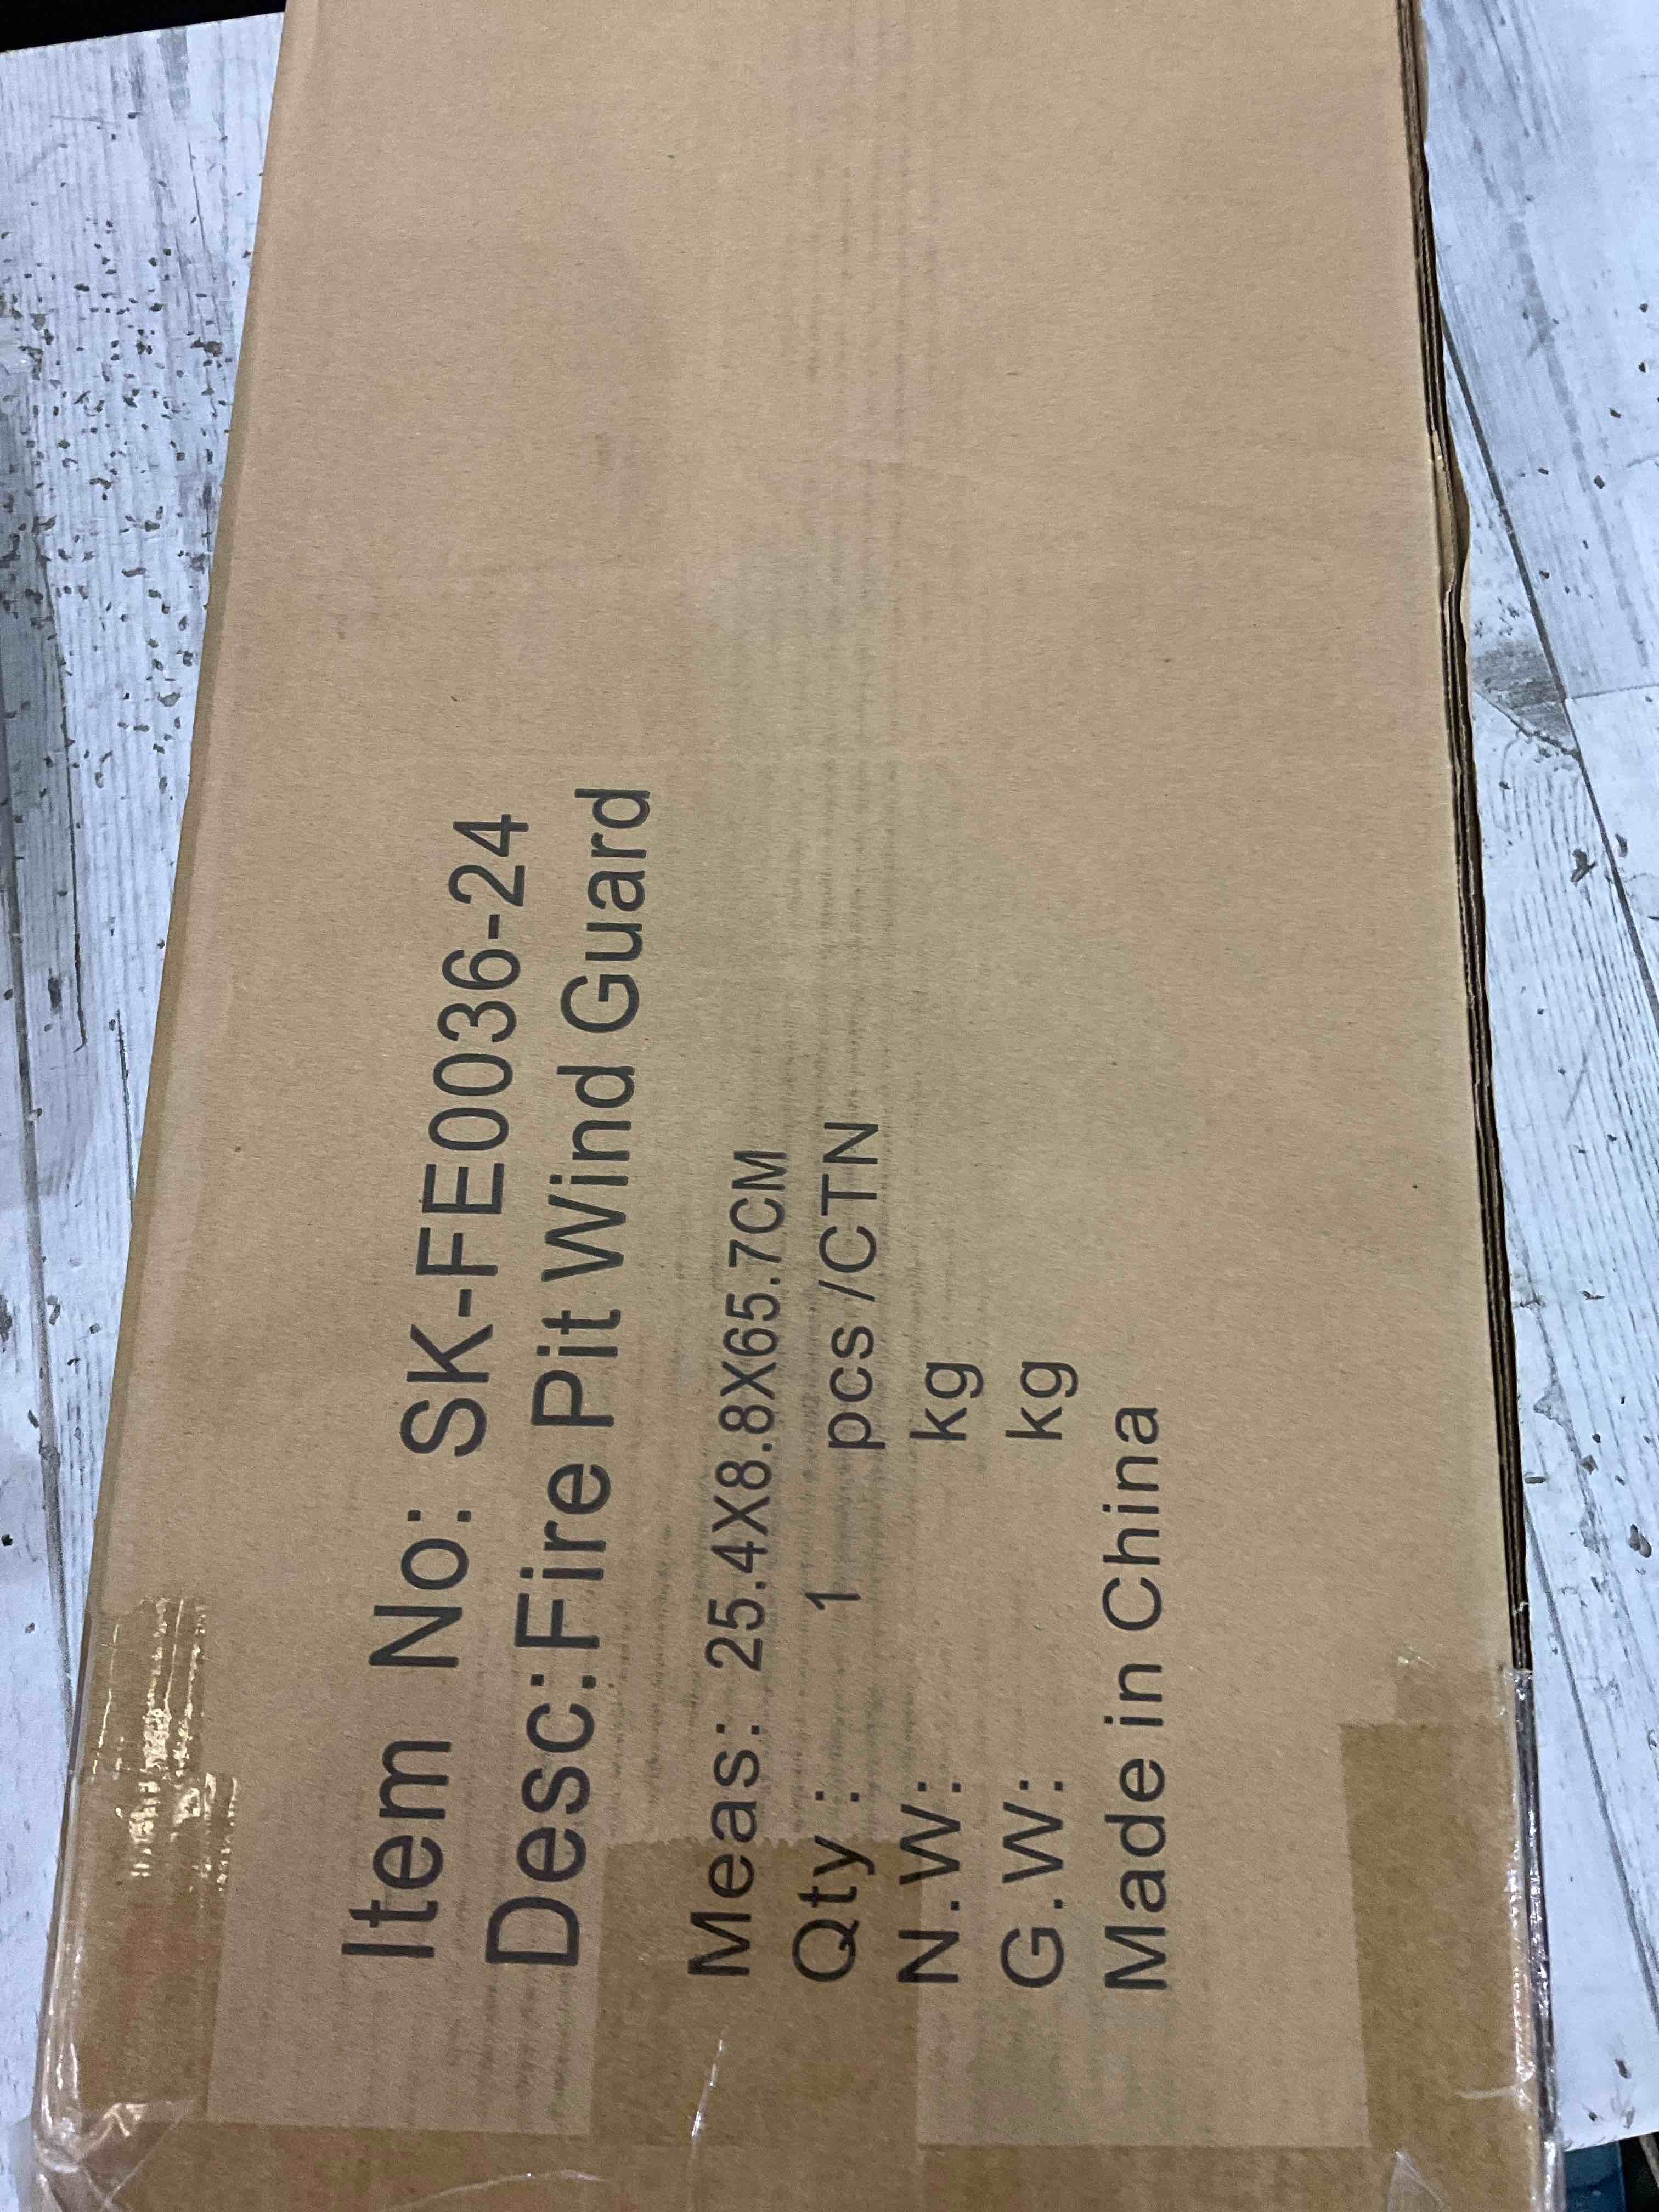 Item No: SK-FE0036-24
Desc:Fire Pit Wind Guard
Meas: 25.4X8.8X65.7CM
Qty: 1 pcs/CTN
N.W: kg
G.W: kg
Made in China